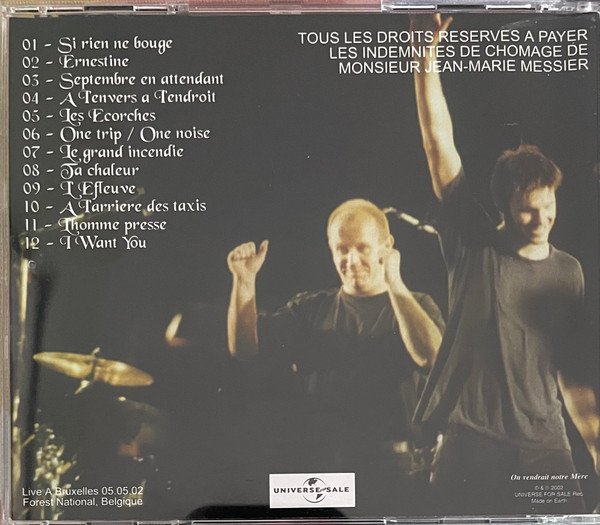 01 - Si rien ne bouge
02 - Ernestine
03 - Septembre en attendant
04 - A l'envers a l'endroit
05 - Les Ecorches
06 - One trip / One noise
07 - Le grand incendie
08 - Ta chaleur
09 - L'Efleuve
10 - A l'arriere des taxis
11 - Lhomme presse
12 - I Want You
TOUS LES DROITS RESERVES A PAYER
LES INDEMNITES DE CHOMAGE DE
MONSIEUR JEAN-MARIE MESSIER
Live A Bruxelles 05.05.02
Forest National, Belgique
UNIVERSE SALE
On vendrait notre Mere
© & ℗ 2002
UNIVERSE FOR SALE Rec.
Made on Earth